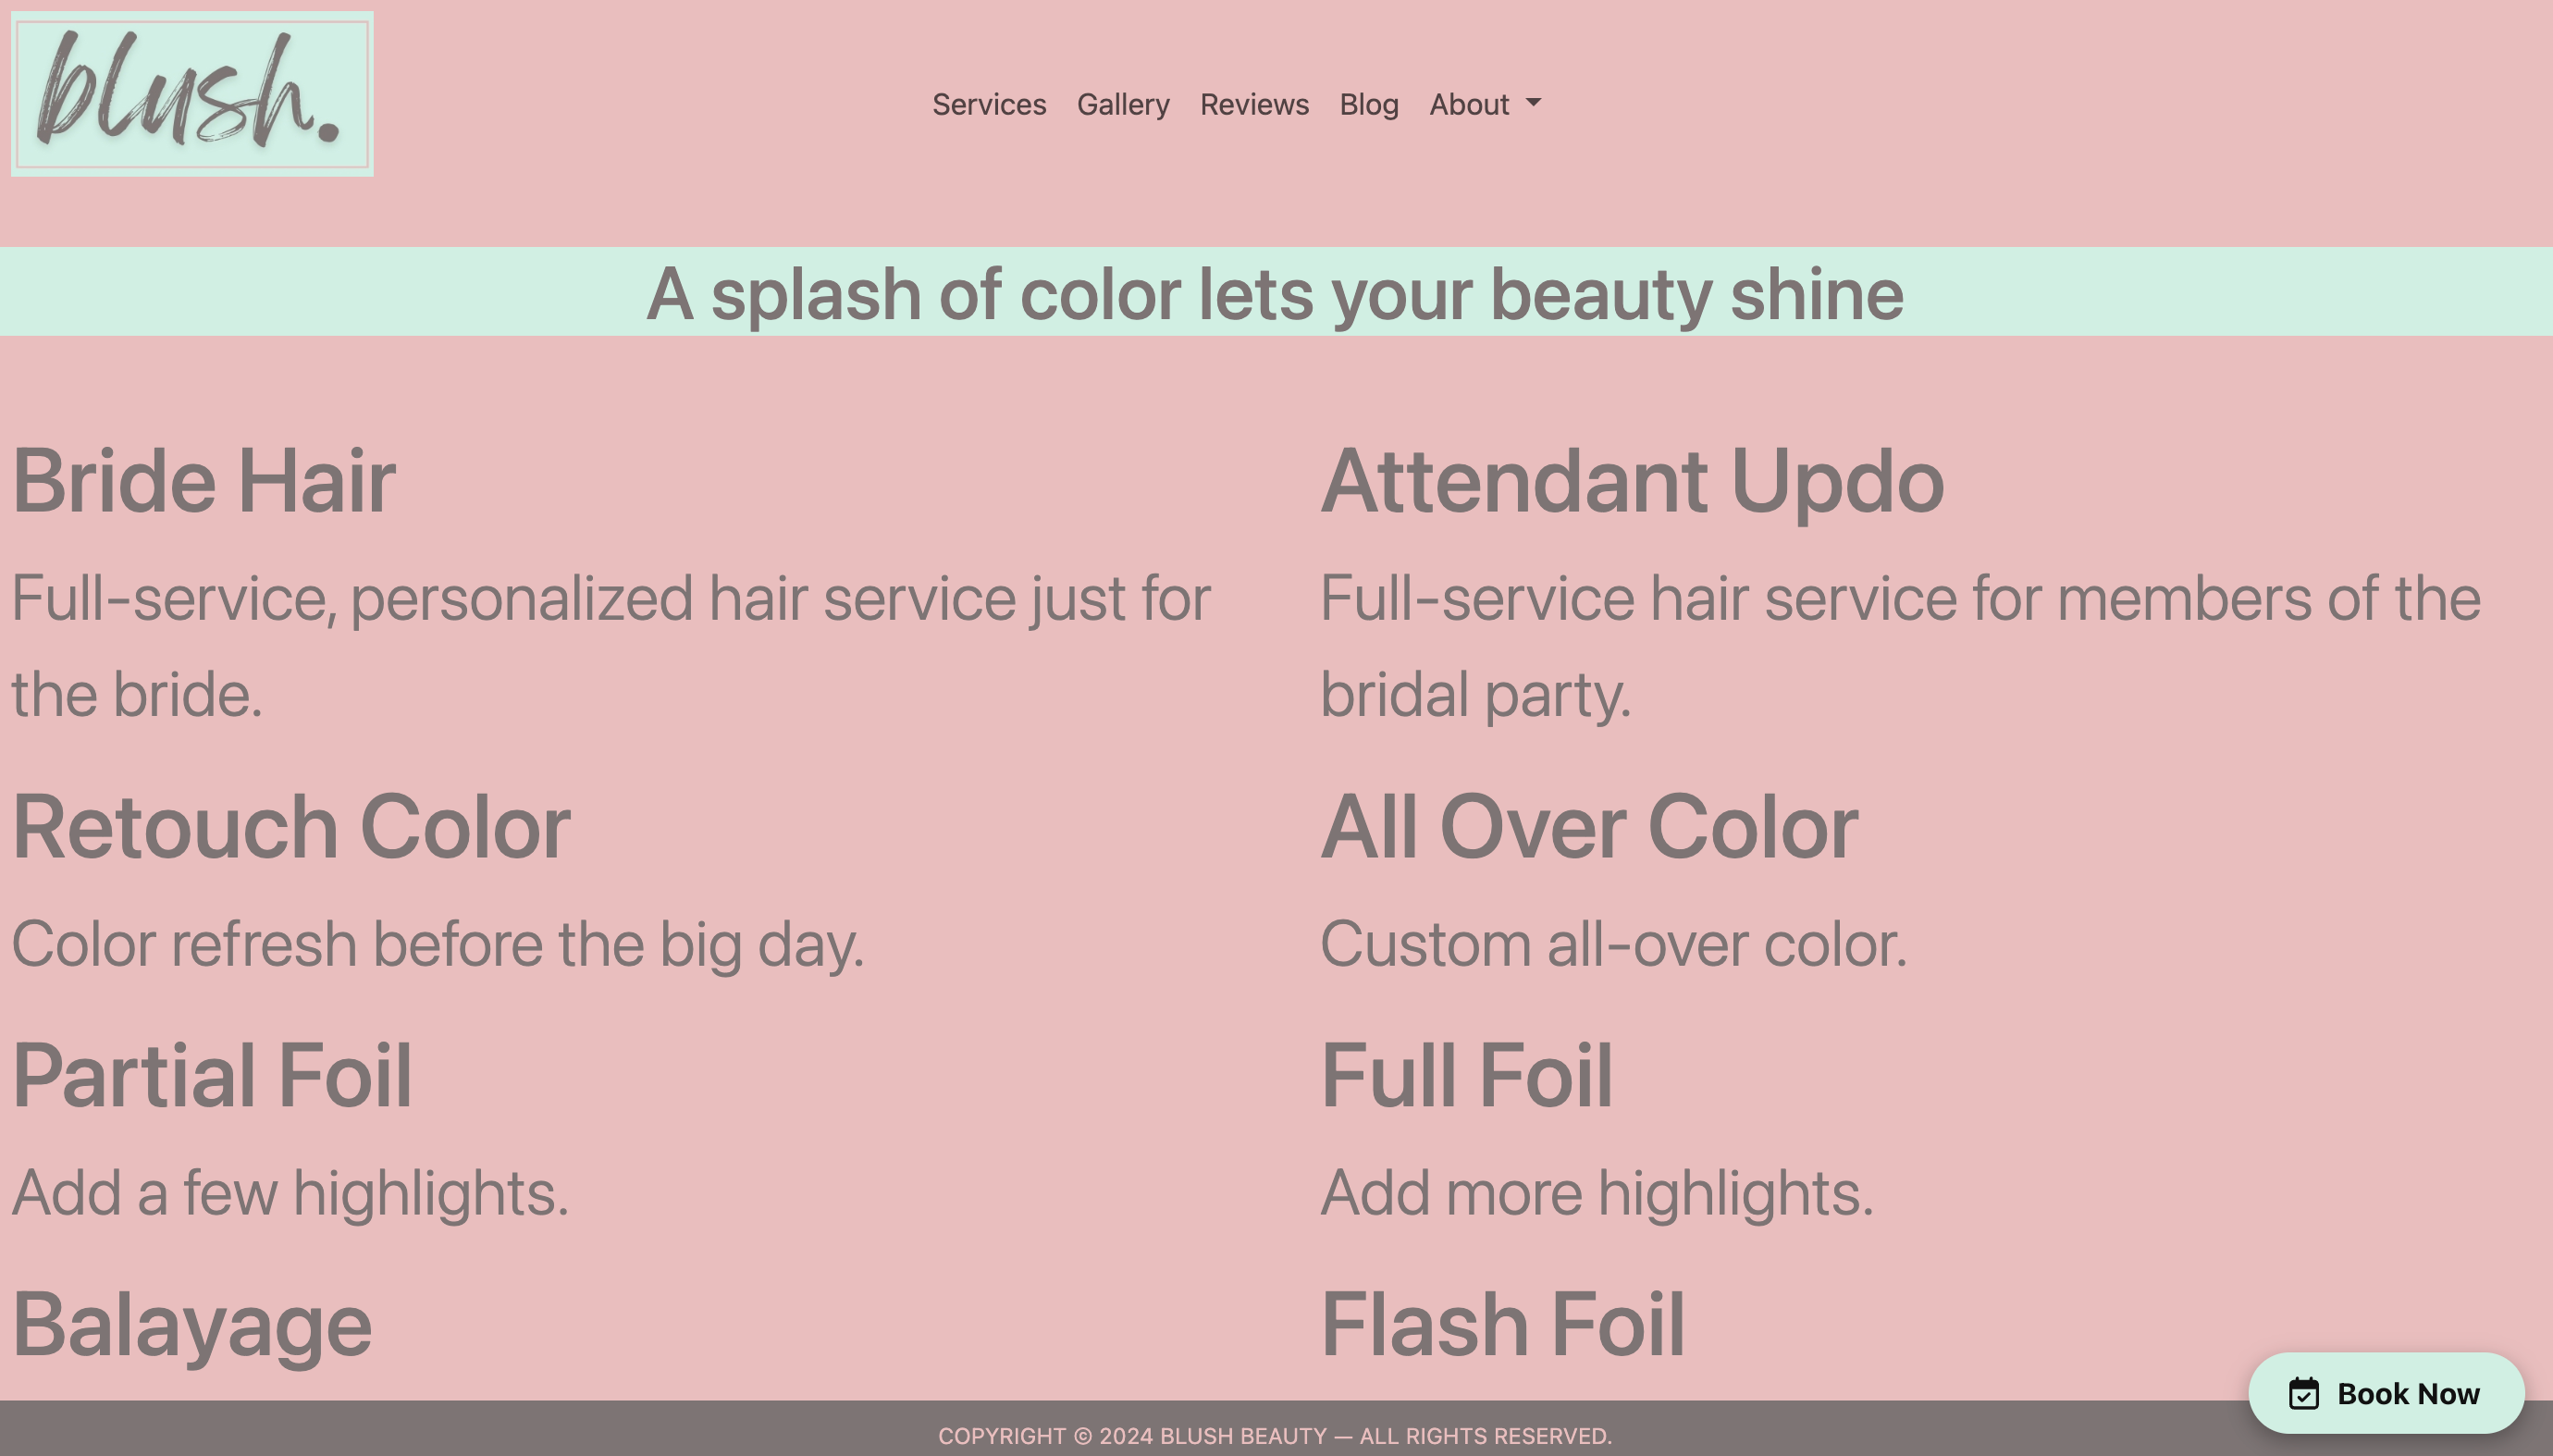 blush.
Services Gallery Reviews Blog About
A splash of color lets your beauty shine
Bride Hair
Full-service, personalized hair service just for
the bride.
Attendant Updo
Full-service hair service for members of the
bridal party.
Retouch Color
Color refresh before the big day.
All Over Color
Custom all-over color.
Partial Foil
Add a few highlights.
Full Foil
Add more highlights.
Balayage
Flash Foil
Book Now
COPYRIGHT © 2024 BLUSH BEAUTY — ALL RIGHTS RESERVED.